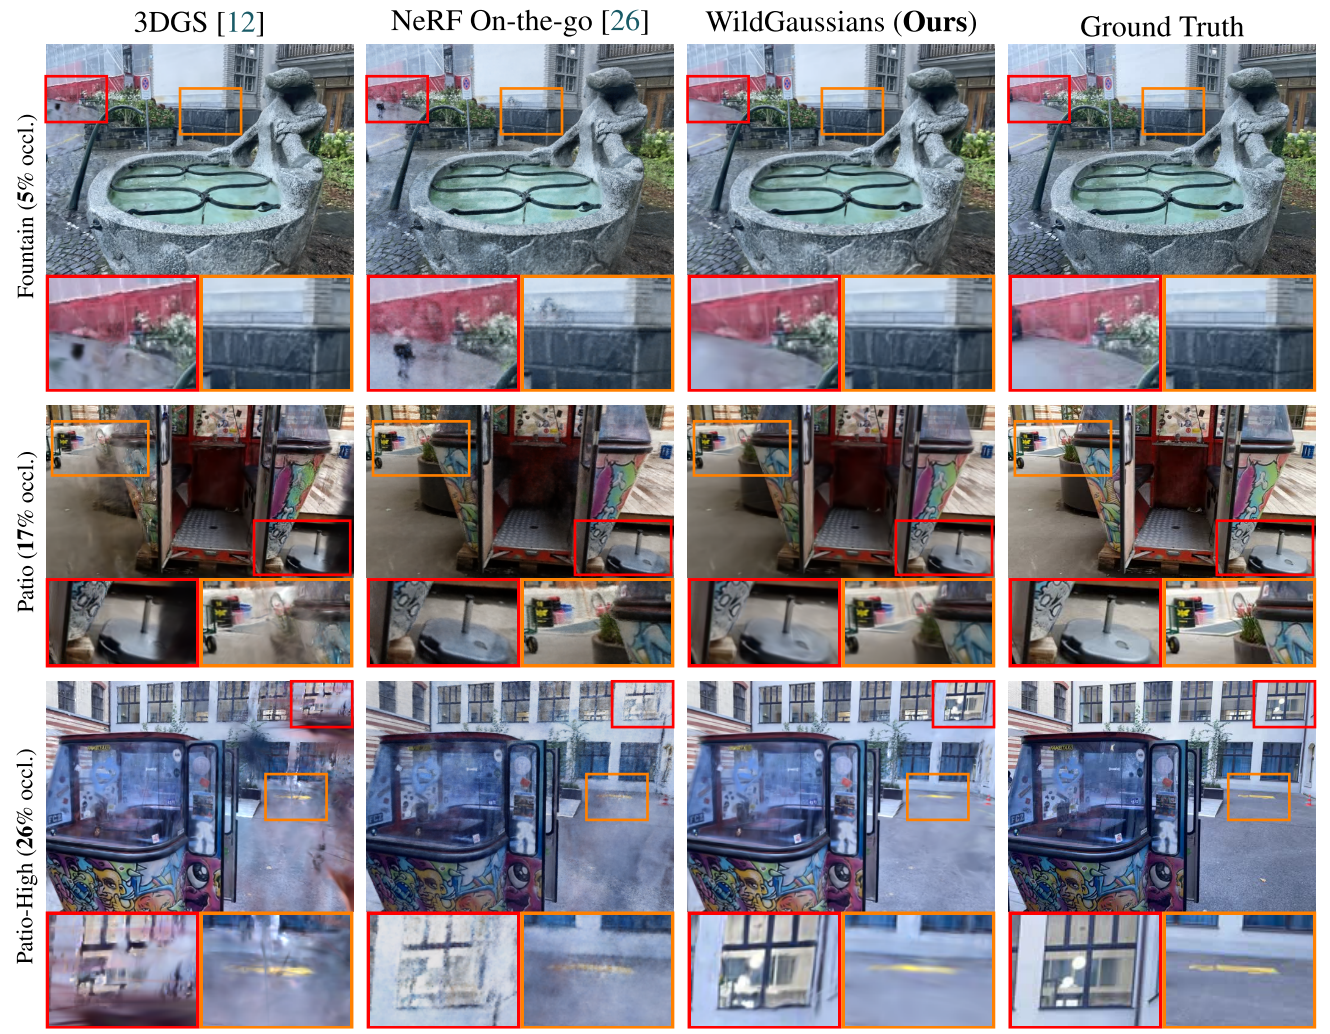 3DGS [12]
NeRF On-the-go [26]
WildGaussians (Ours)
Ground Truth
Fountain (5% occl.)
Patio (17% occl.)
Patio-High (26% occl.)